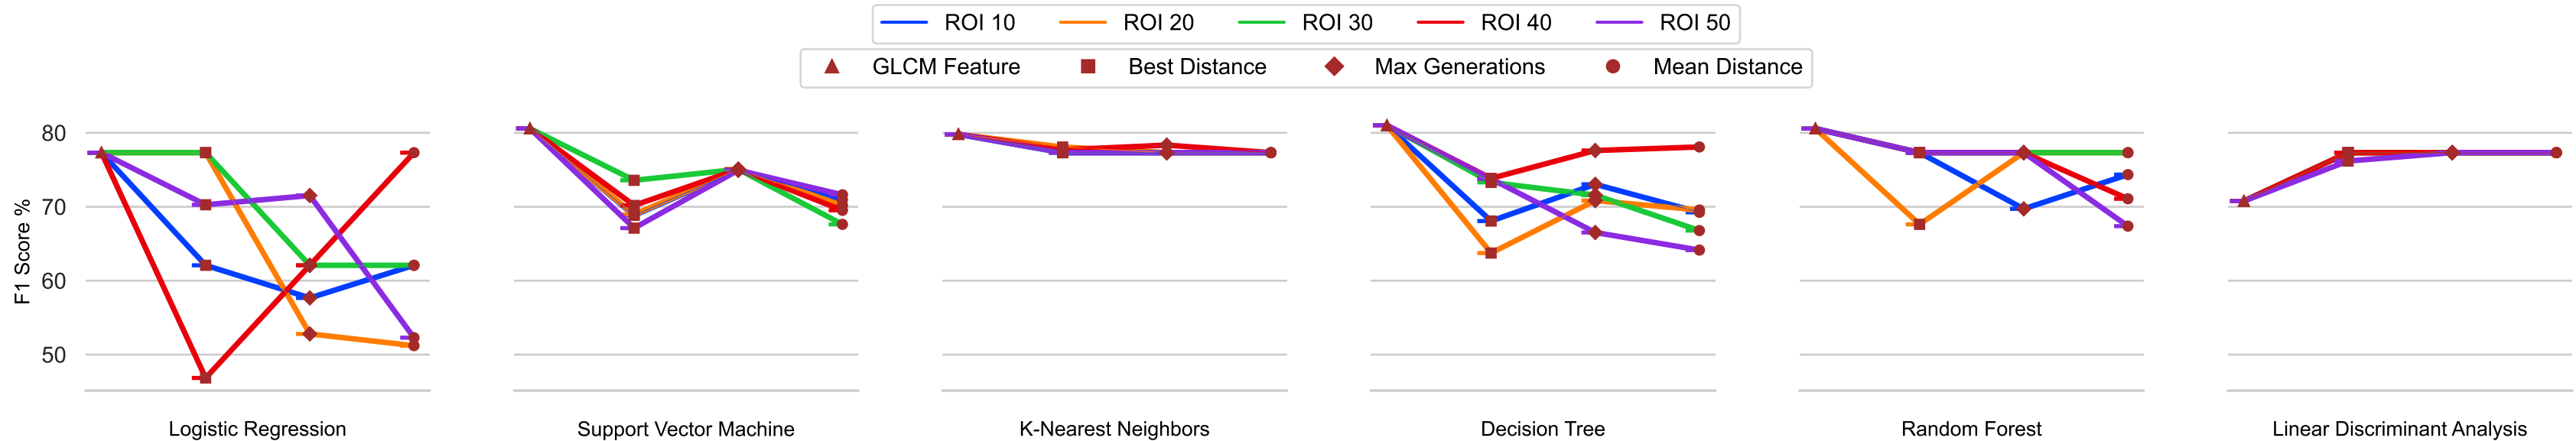 ROI 10 ROI 20 ROI 30 ROI 40 ROI 50
GLCM Feature Best Distance Max Generations Mean Distance
80
70
60
50
F1 Score %
Logistic Regression Support Vector Machine K-Nearest Neighbors Decision Tree Random Forest Linear Discriminant Analysis